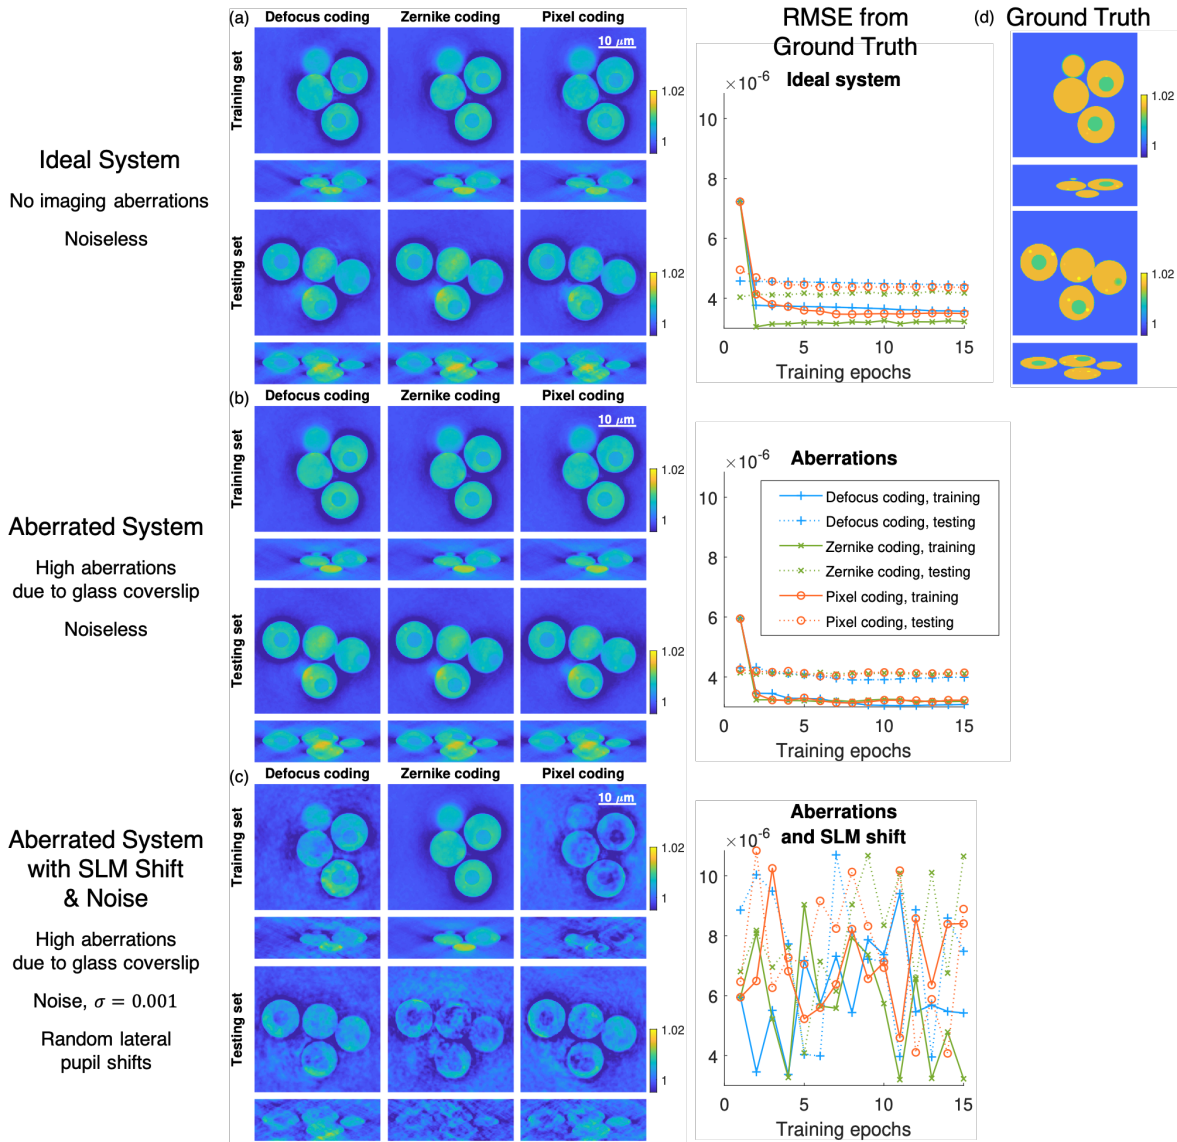 (a)
Defocus coding
Zernike coding
Pixel coding
RMSE from
Ground Truth
(d)
Ground Truth
Ideal System
No imaging aberrations
Noiseless
Training set
10 μm
1.02
1
Testing set
1.02
1
×10^-6
Ideal system
10
8
6
4
0
5
10
15
Training epochs
1.02
1
1.02
1
(b)
Defocus coding
Zernike coding
Pixel coding
Aberrated System
High aberrations
due to glass coverslip
Noiseless
Training set
10 μm
1.02
1
Testing set
1.02
1
×10^-6
Aberrations
10
8
6
4
Defocus coding, training
Defocus coding, testing
Zernike coding, training
Zernike coding, testing
Pixel coding, training
Pixel coding, testing
0
5
10
15
Training epochs
(c)
Defocus coding
Zernike coding
Pixel coding
Aberrated System
with SLM Shift
& Noise
High aberrations
due to glass coverslip
Noise, σ = 0.001
Random lateral
pupil shifts
Training set
10 μm
1.02
1
Testing set
1.02
1
Aberrations
and SLM shift
×10^-6
10
8
6
4
0
5
10
15
Training epochs